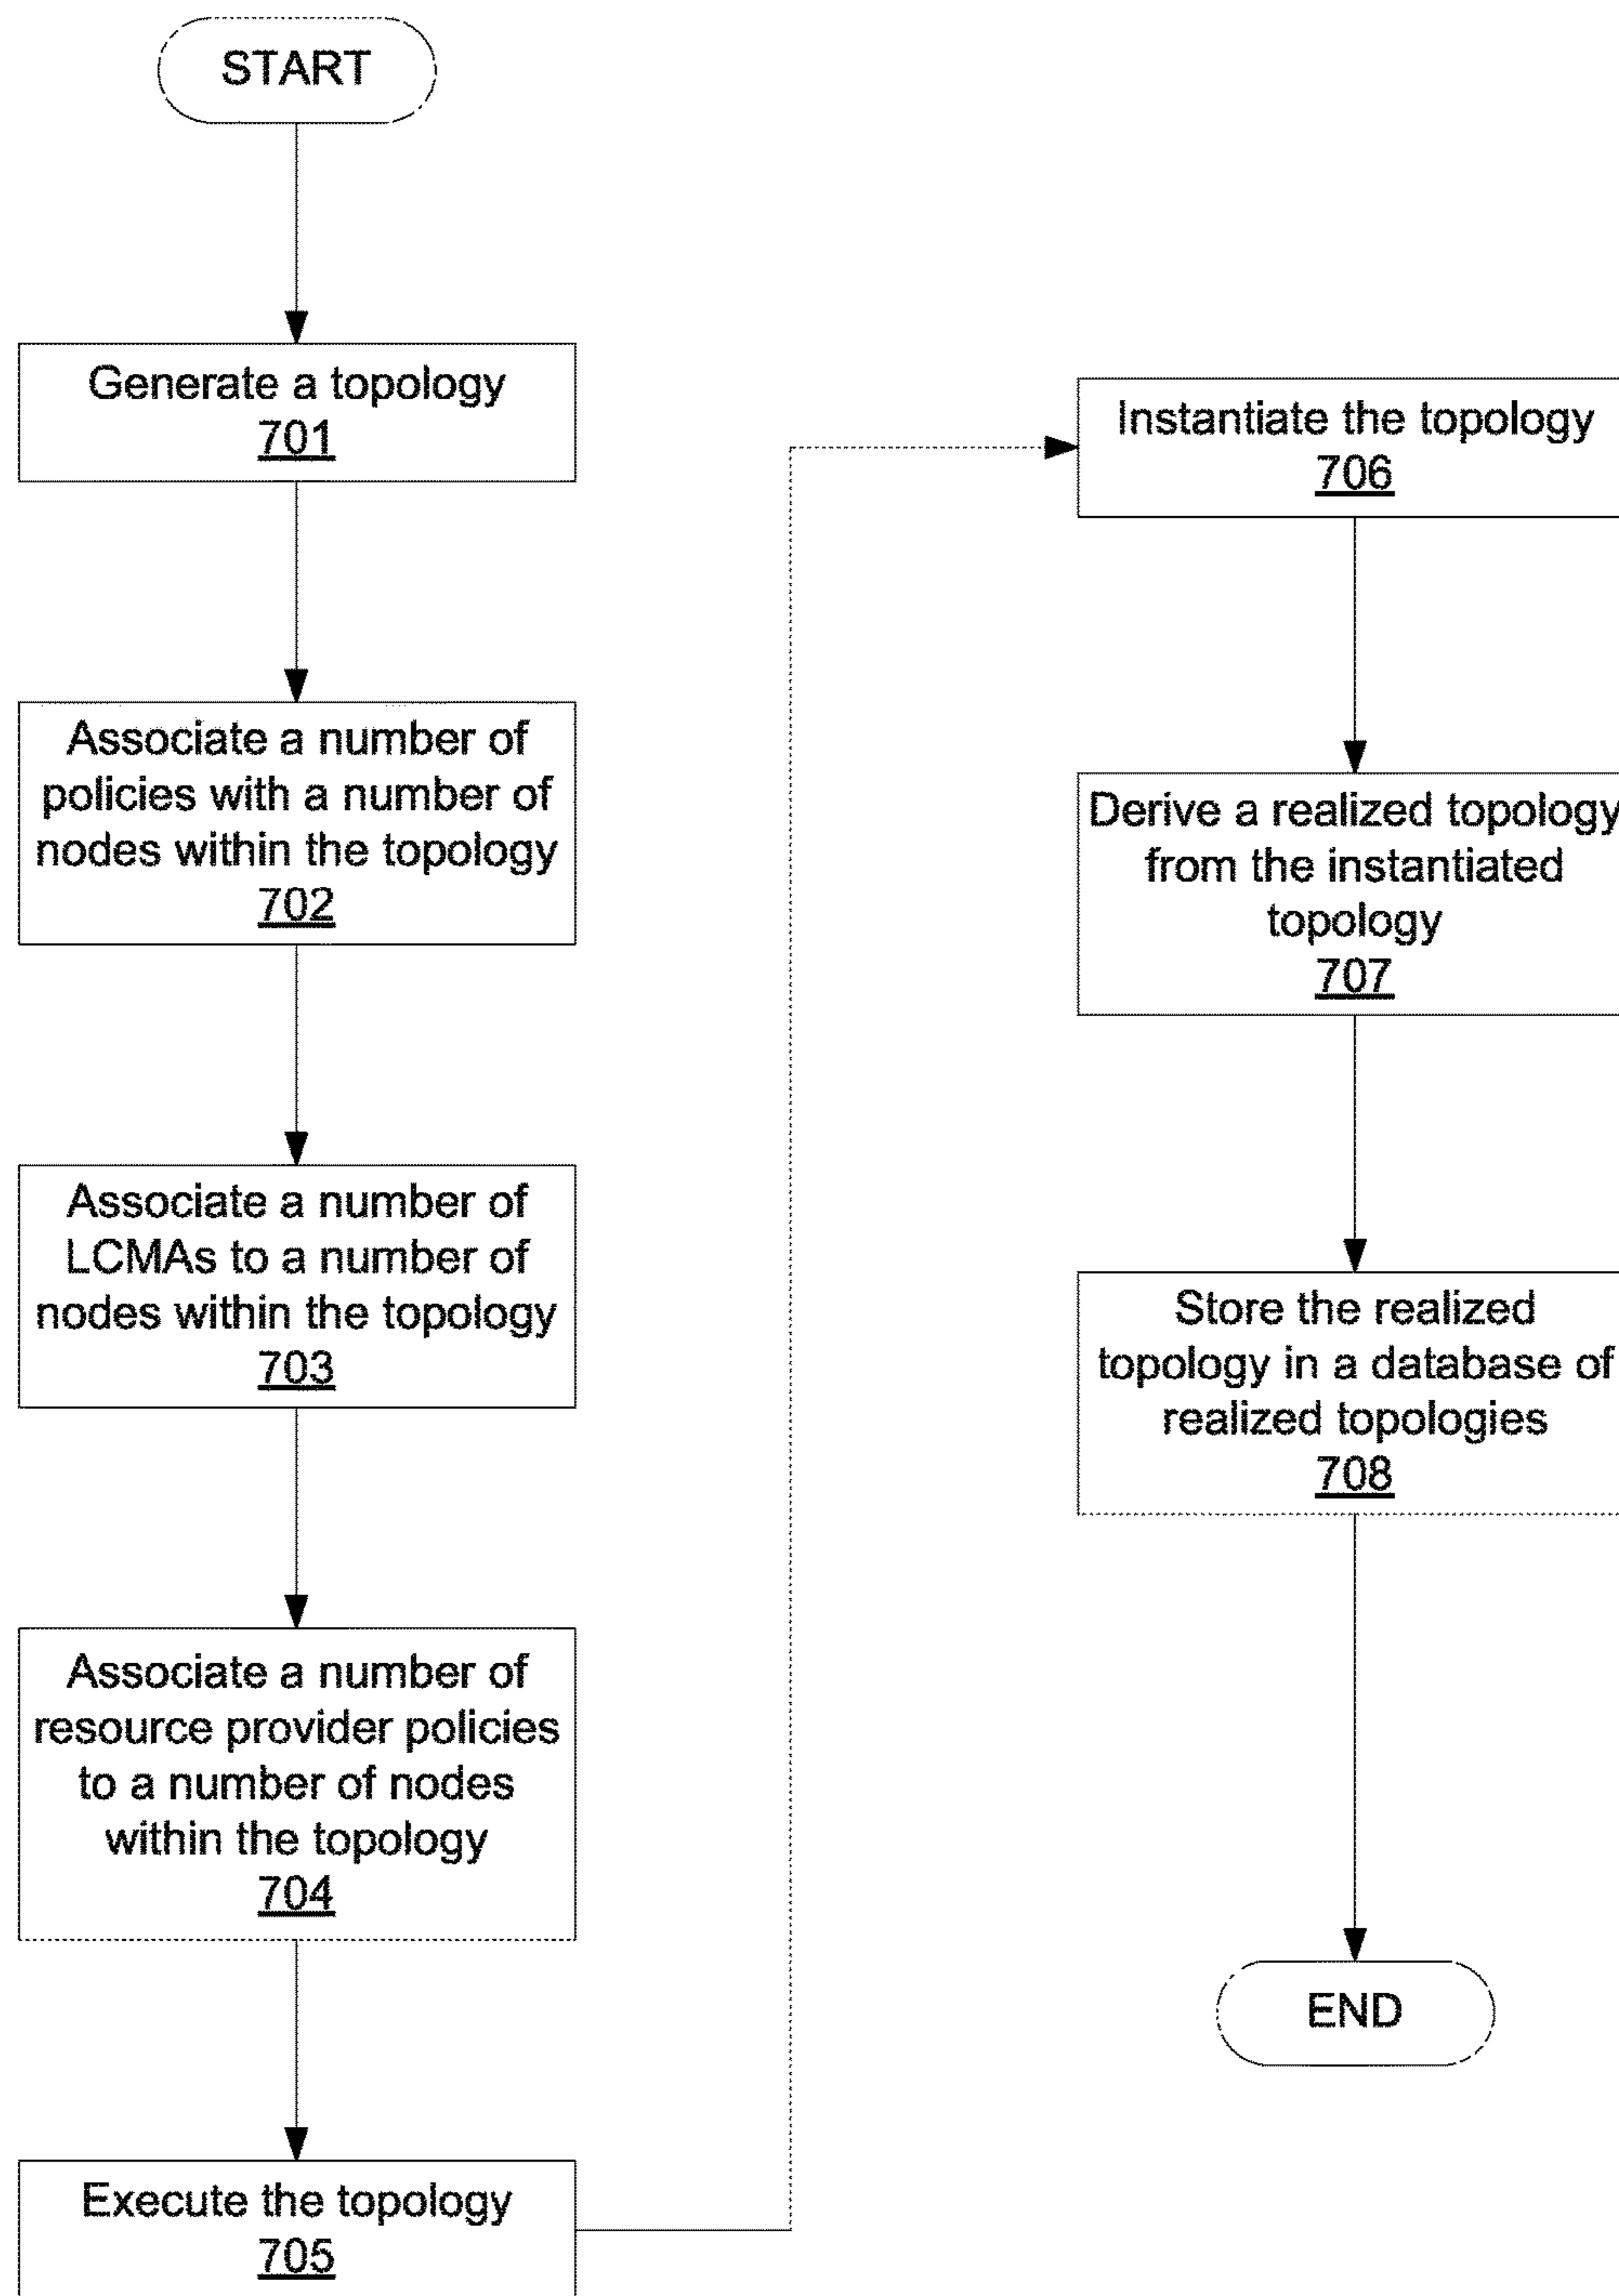 START
Generate a topology
701
Associate a number of
policies with a number of
nodes within the topology
702
Associate a number of
LCMAs to a number of
nodes within the topology
703
Associate a number of
resource provider policies
to a number of nodes
within the topology
704
Execute the topology
705
Instantiate the topology
706
Derive a realized topology
from the instantiated
topology
707
Store the realized
topology in a database of
realized topologies
708
END